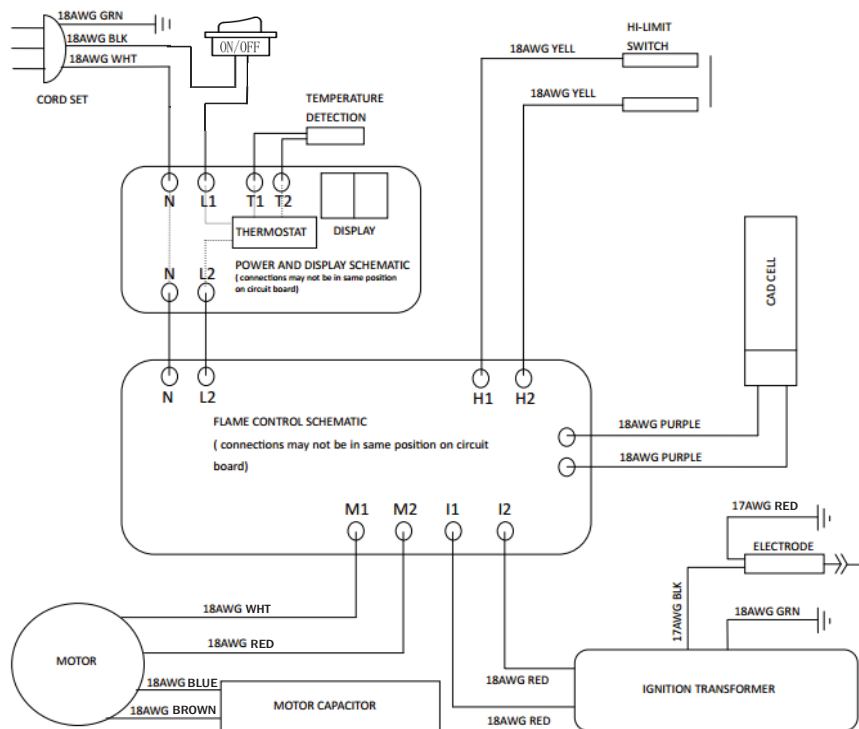 18AWG GRN
18AWG BLK
18AWG WHT
CORD SET
ON/OFF
TEMPERATURE
DETECTION
18AWG YELL
HI-LIMIT
SWITCH
18AWG YELL
N
L1
T1
T2
THERMOSTAT
DISPLAY
N
L2
POWER AND DISPLAY SCHEMATIC
( connections may not be in same position
on circuit board)
CAD CELL
N
L2
H1
H2
FLAME CONTROL SCHEMATIC
( connections may not be in same position on circuit
board)
18AWG PURPLE
18AWG PURPLE
M1
M2
I1
I2
17AWG RED
ELECTRODE
17AWG BLK
18AWG GRN
18AWG WHT
18AWG RED
MOTOR
18AWG BLUE
18AWG BROWN
MOTOR CAPACITOR
18AWG RED
18AWG RED
IGNITION TRANSFORMER